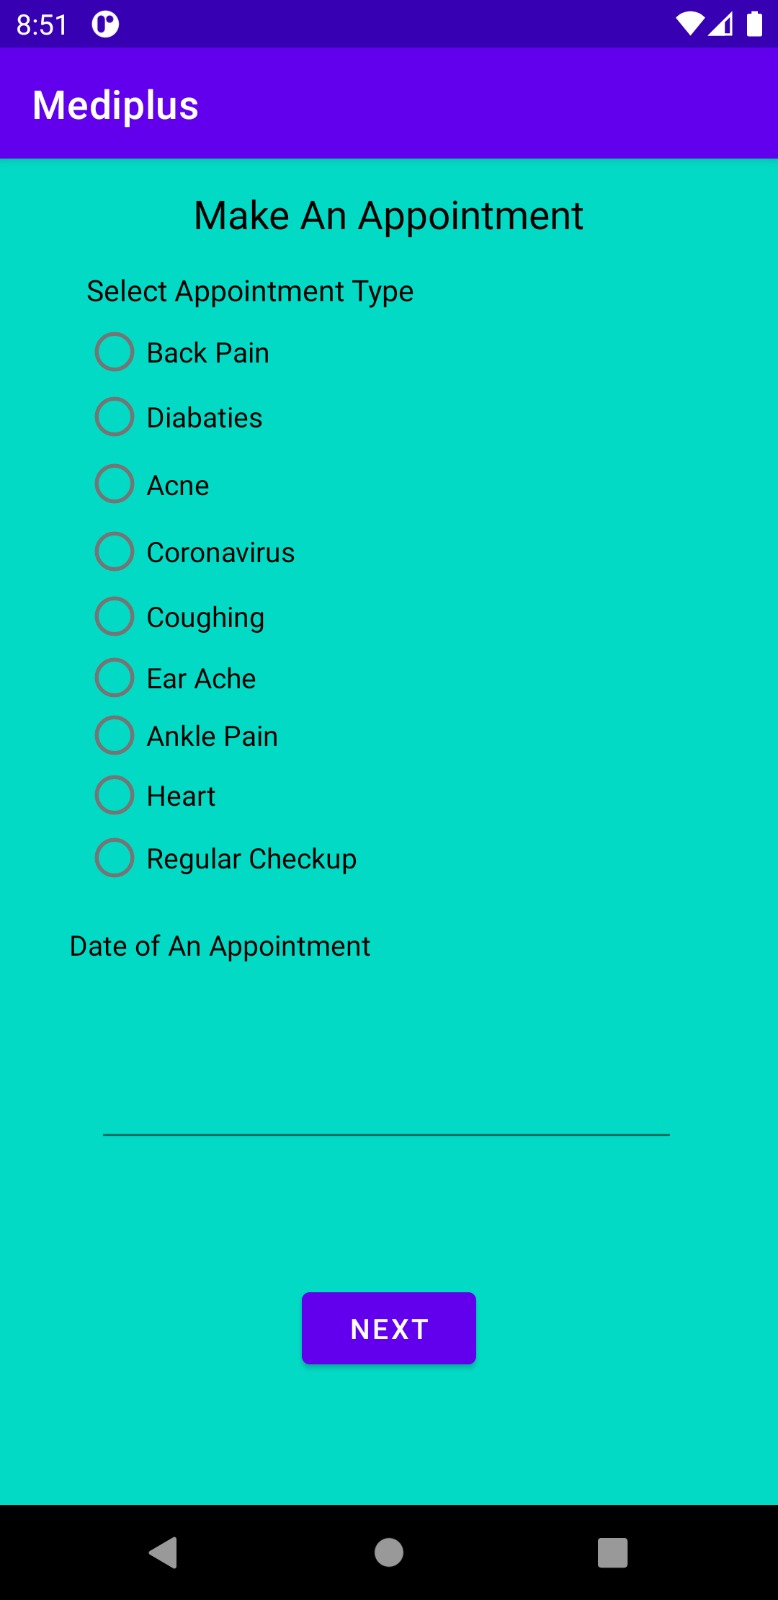 8:51
Mediplus
Make An Appointment
Select Appointment Type
Back Pain
Diabaties
Acne
Coronavirus
Coughing
Ear Ache
Ankle Pain
Heart
Regular Checkup
Date of An Appointment
NEXT